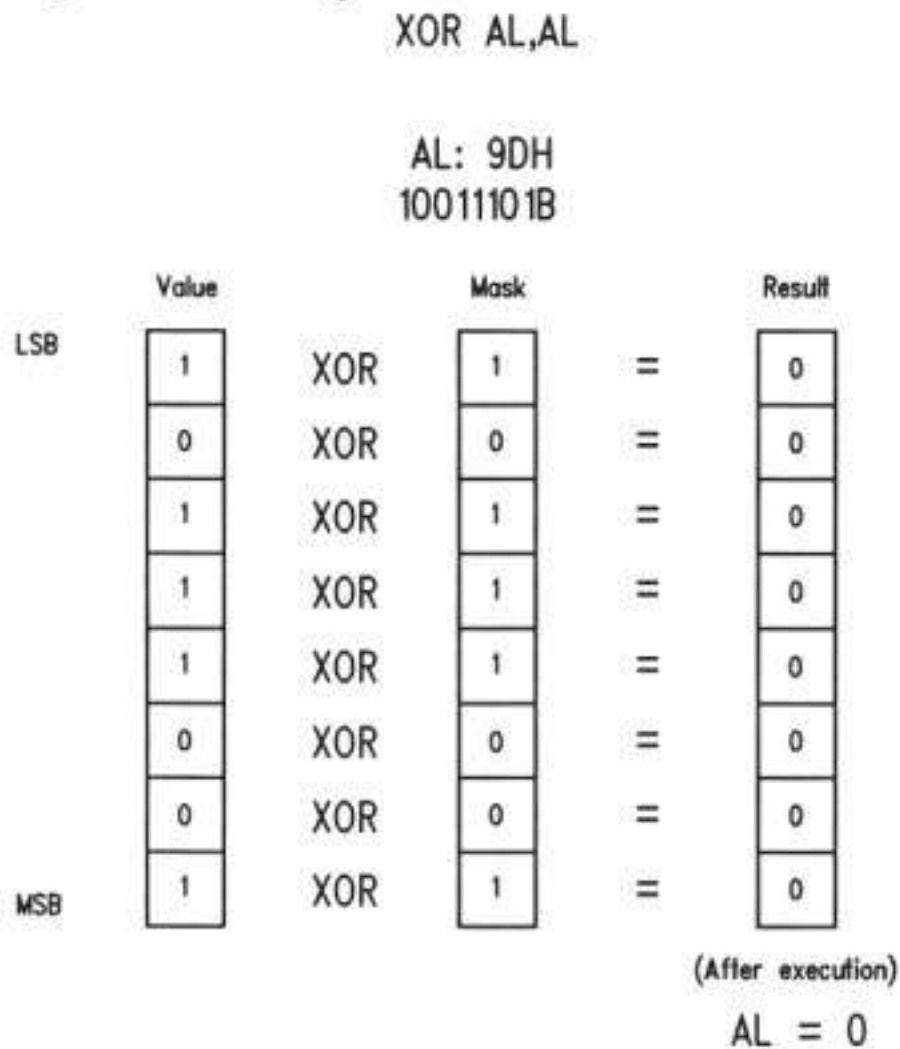 XOR AL,AL
AL: 9DH
10011101B
Value Mask Result
LSB 1 XOR 1 = 0
0 XOR 0 = 0
1 XOR 1 = 0
1 XOR 1 = 0
1 XOR 1 = 0
0 XOR 0 = 0
0 XOR 0 = 0
MSB 1 XOR 1 = 0
(After execution)
AL = 0